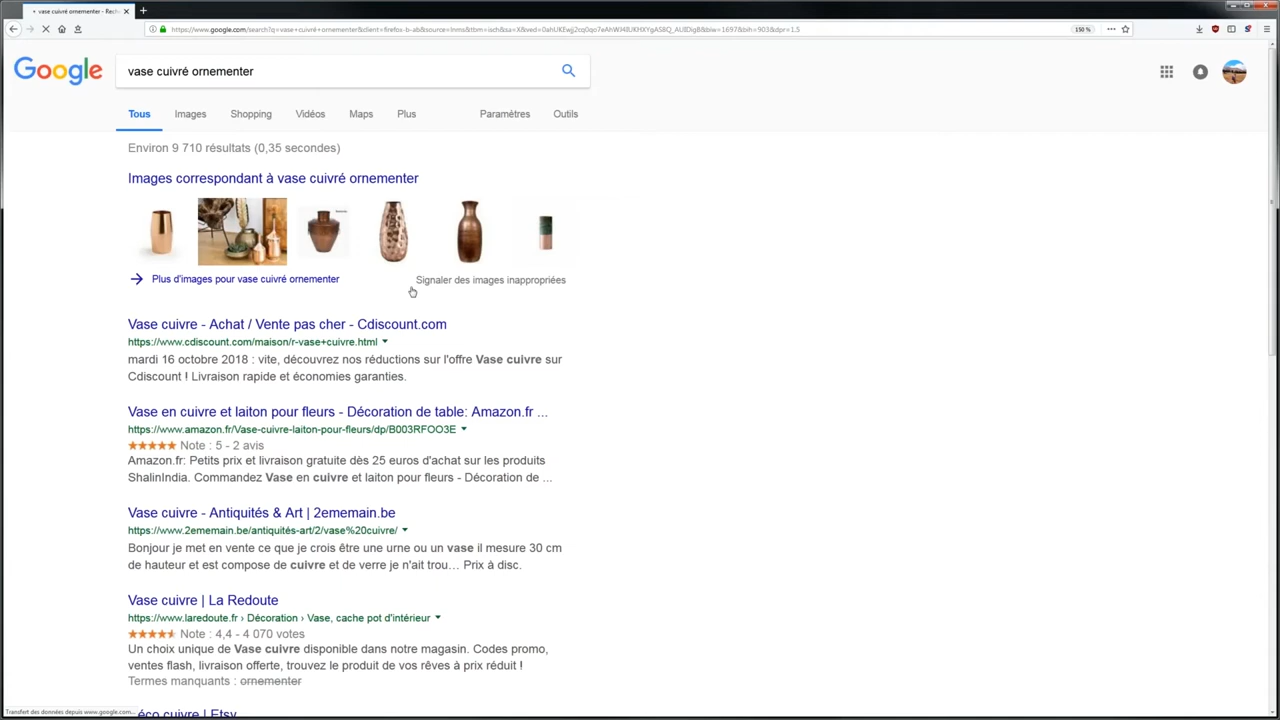 vase cuivré ornementer - Rech
https://www.google.com/search?q=vase+cuivré+ornementer&client=firefox-b-ab&source=lnms&tbm=isch&sa=X&ved=
150 %
Google
vase cuivré ornementer
Tous Images Shopping Vidéos Maps Plus Paramètres Outils
Environ 9 710 résultats (0,35 secondes)
Images correspondant à vase cuivré ornementer
Plus d'images pour vase cuivré ornementer
Signaler des images inappropriées
Vase cuivre - Achat / Vente pas cher - Cdiscount.com
https://www.cdiscount.com/maison/r-vase+cuivre.html
mardi 16 octobre 2018 : vite, découvrez nos réductions sur l'offre Vase cuivre sur
Cdiscount ! Livraison rapide et économies garanties.
Vase en cuivre et laiton pour fleurs - Décoration de table: Amazon.fr ...
https://www.amazon.fr/Vase-cuivre-laiton-pour-fleurs/dp/B003RFOO3E
Note : 5 - 2 avis
Amazon.fr: Petits prix et livraison gratuite dès 25 euros d'achat sur les produits
ShalinIndia. Commandez Vase en cuivre et laiton pour fleurs - Décoration de ...
Vase cuivre - Antiquités & Art | 2ememain.be
https://www.2ememain.be/antiquités-art/2/vase%20cuivre/
Bonjour je met en vente ce que je crois être une urne ou un vase il mesure 30 cm
de hauteur et est compose de cuivre et de verre je n'ait trou… Prix à disc.
Vase cuivre | La Redoute
https://www.laredoute.fr › Décoration › Vase, cache pot d'intérieur
Note : 4,4 - 4 070 votes
Un choix unique de Vase cuivre disponible dans notre magasin. Codes promo,
ventes flash, livraison offerte, trouvez le produit de vos rêves à prix réduit !
Termes manquants : ornementer
éco cuivre | Etsy
Transfert des données depuis www.google.com…